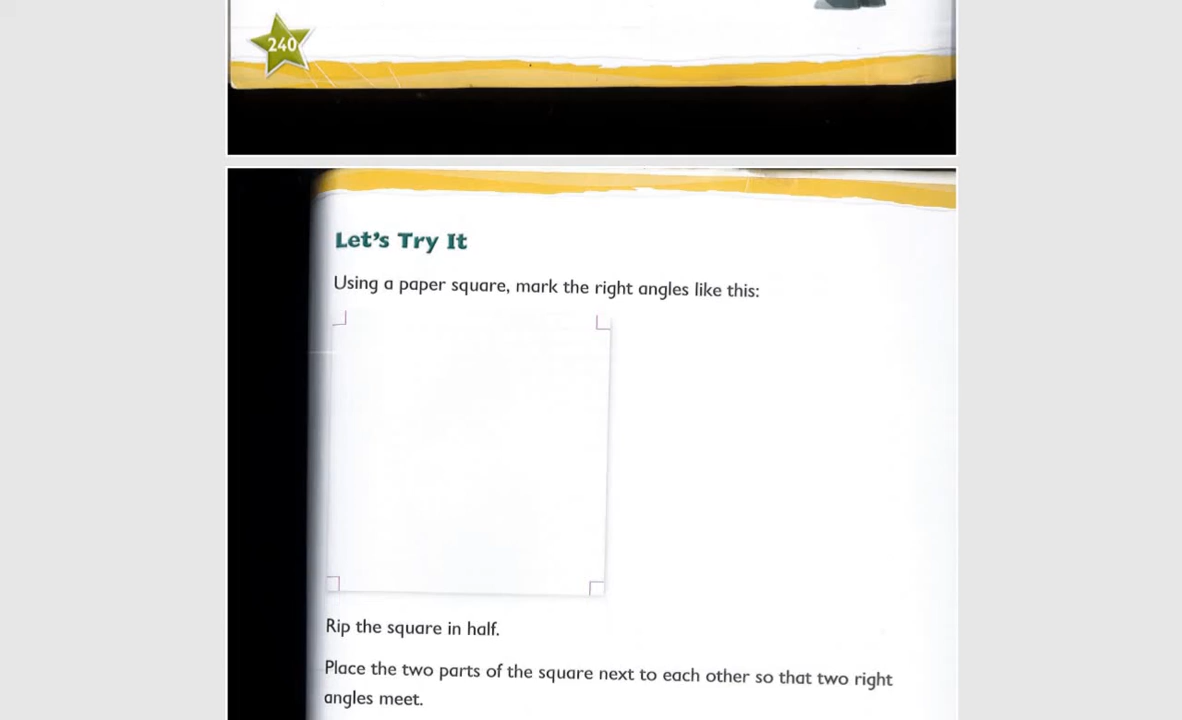 240
Let's Try It
Using a paper square, mark the right angles like this:
Rip the square in half.
Place the two parts of the square next to each other so that two right
angles meet.